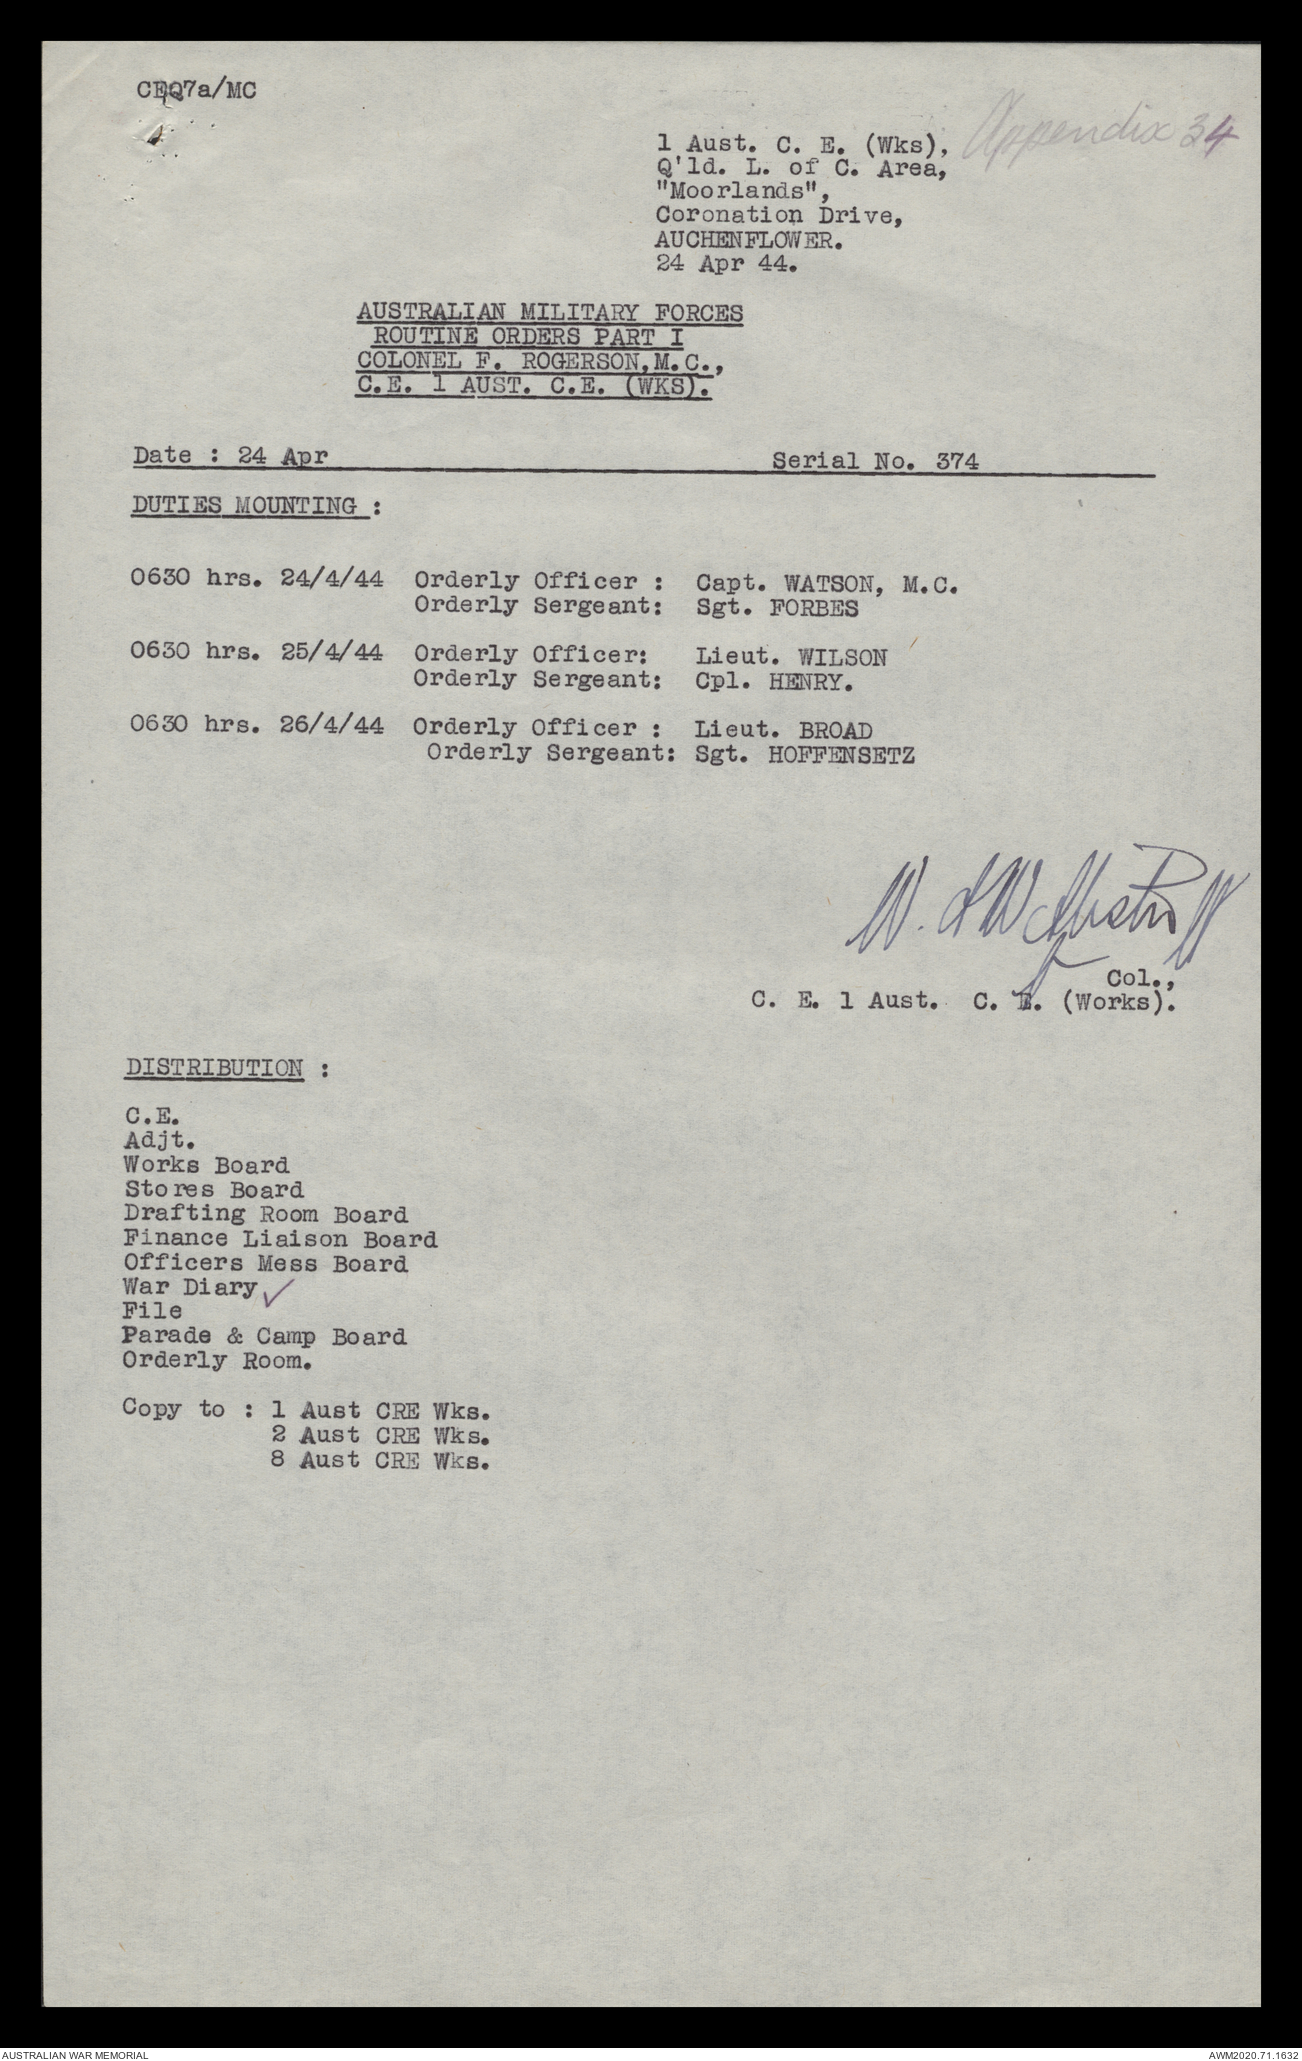 CEQ7a/MC
Appendix 34
1 Aust. C. E. (Wks),
Q'ld. L. of C. Area,
"Moorlands",
Coronation Drive,
AUCHENFLOWER.
24 Apr 44.
AUSTRALIAN MILITARY FORCES
ROUTINE ORDERS PART I
COLONEL F. ROGERSON,M.C.,
C.E. 1 AUST. C.E. (WKS).
Date : 24 Apr Serial No. 374
DUTIES MOUNTING :
0630 hrs. 24/4/44 Orderly Officer : Capt. WATSON, M.C.
Orderly Sergeant: Sgt. FORBES
0630 hrs. 25/4/44 Orderly Officer: Lieut. WILSON
Orderly Sergeant: Cpl. HENRY.
0630 hrs. 26/4/44 Orderly Officer : Lieut. BROAD
Orderly Sergeant: Sgt. HOFFENSETZ
Col.,
C. E. 1 Aust. C. E. (Works).
DISTRIBUTION :
C.E.
Adjt.
Works Board
Stores Board
Drafting Room Board
Finance Liaison Board
Officers Mess Board
War Diary ✓
File
Parade & Camp Board
Orderly Room.
Copy to : 1 Aust CRE Wks.
2 Aust CRE Wks.
8 Aust CRE Wks.
AUSTRALIAN WAR MEMORIAL AWM2020.71.1632